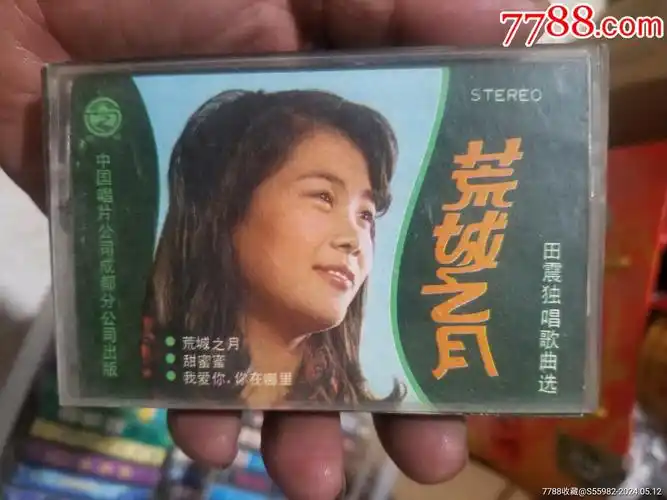 7788.com
STEREO
荒城之月
田震独唱歌曲选
中国唱片公司成都分公司出版
荒城之月
甜蜜蜜
我爱你,你在哪里
7788收藏@S55982-2024.05.12